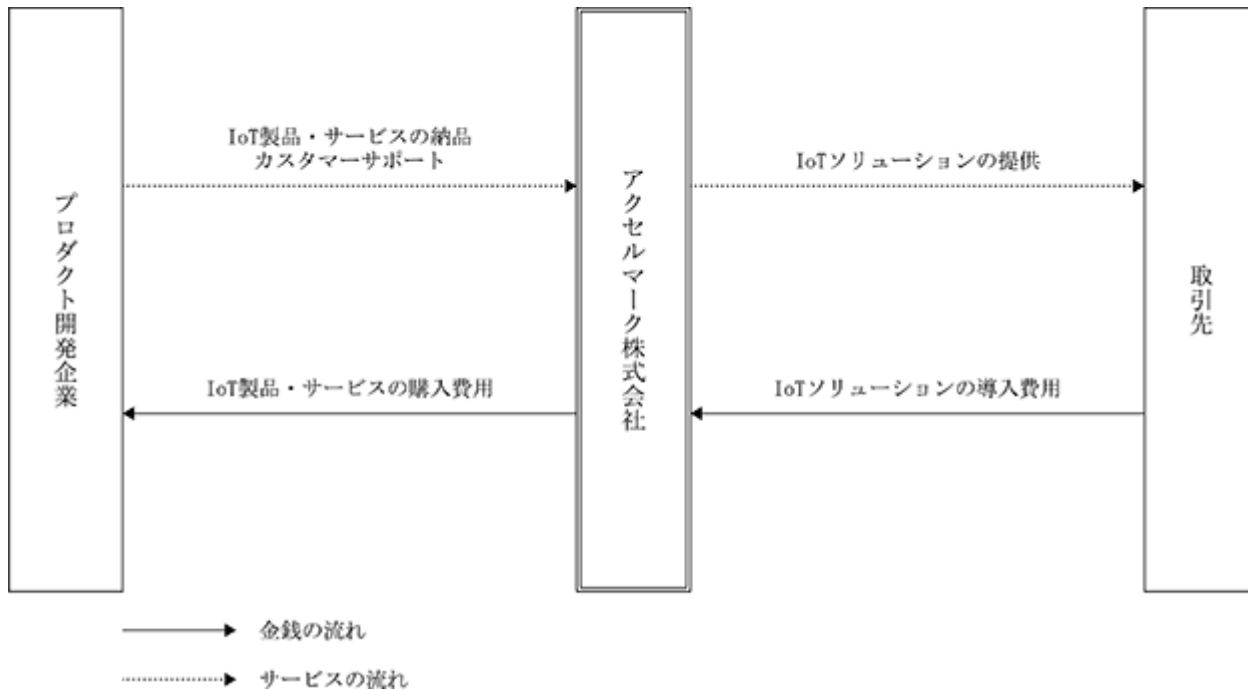 プロダクト開発企業
IoT製品・サービスの納品
カスタマーサポート
IoT製品・サービスの購入費用
アクセルマーク株式会社
IoTソリューションの提供
IoTソリューションの導入費用
取引先
金銭の流れ
サービスの流れ